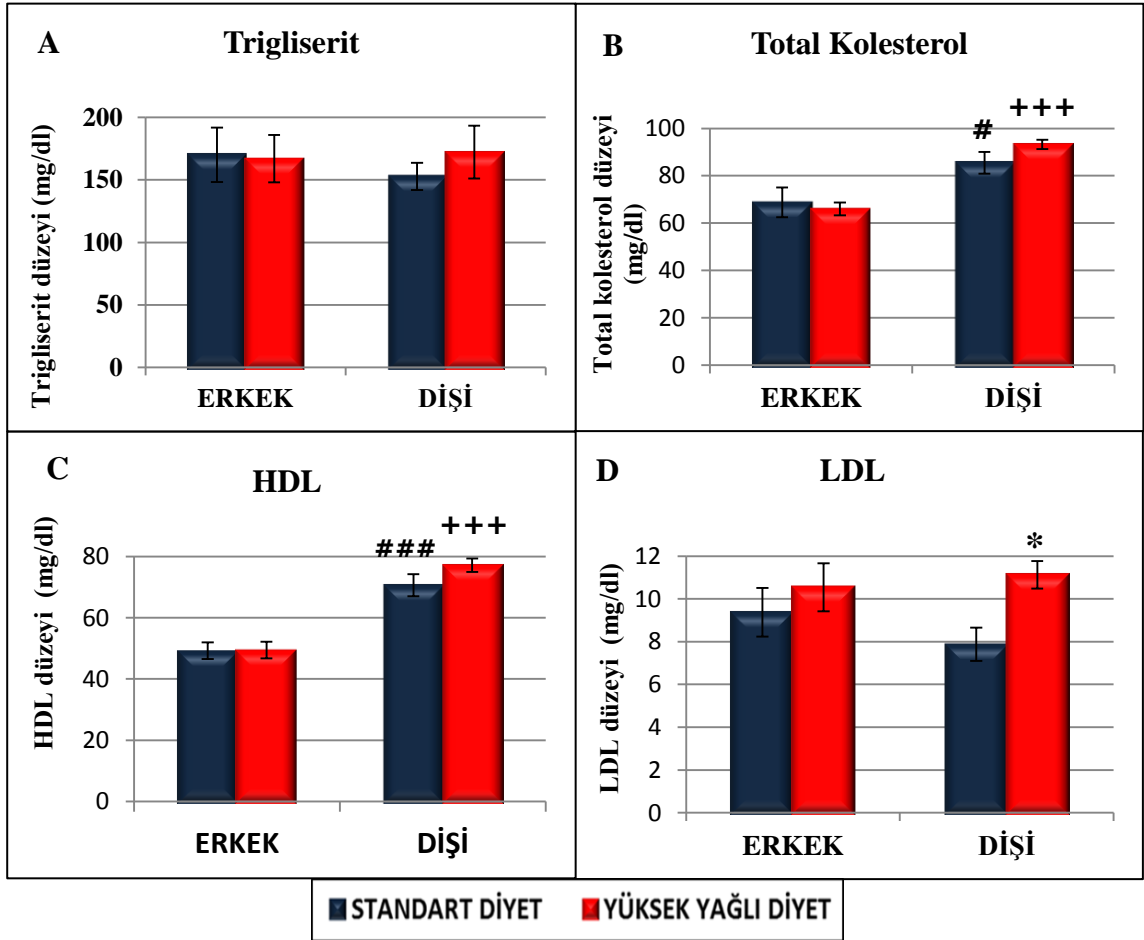 A
Trigliserit
Trigliserit düzeyi (mg/dl)
200
150
100
50
0
ERKEK
DİŞİ
B
Total Kolesterol
Total kolesterol düzeyi
(mg/dl)
100
80
60
40
20
0
#
+++
ERKEK
DİŞİ
C
HDL
HDL düzeyi (mg/dl)
80
60
40
20
0
###
+++
ERKEK
DİŞİ
D
LDL
LDL düzeyi (mg/dl)
12
10
8
6
4
2
0
*
ERKEK
DİŞİ
STANDART DİYET
YÜKSEK YAĞLI DİYET